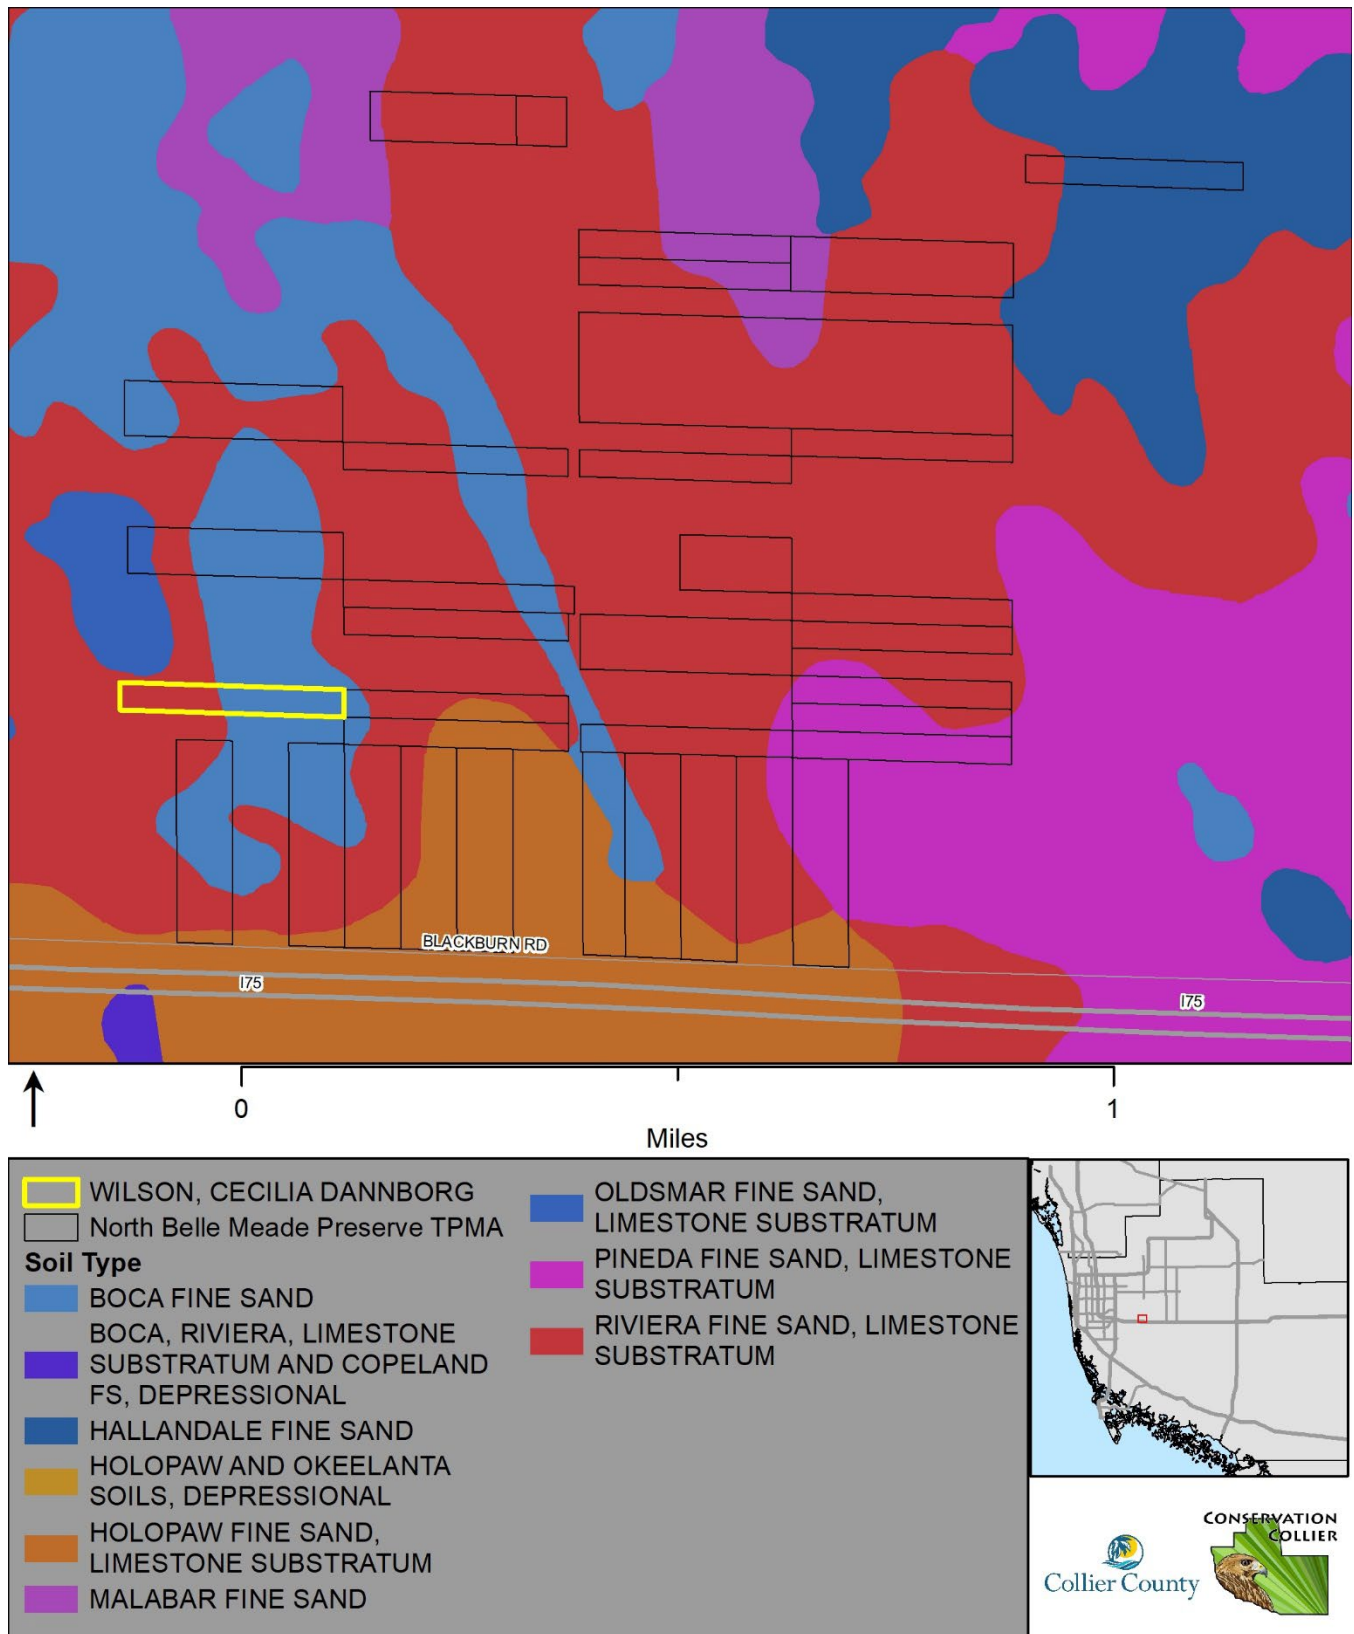 BLACKBURN RD
I75
I75
0
1
Miles
WILSON, CECILIA DANNBORG
North Belle Meade Preserve TPMA
Soil Type
BOCA FINE SAND
BOCA, RIVIERA, LIMESTONE
SUBSTRATUM AND COPELAND
FS, DEPRESSIONAL
HALLANDALE FINE SAND
HOLOPAW AND OKEELANTA
SOILS, DEPRESSIONAL
HOLOPAW FINE SAND,
LIMESTONE SUBSTRATUM
MALABAR FINE SAND
OLDSMAR FINE SAND,
LIMESTONE SUBSTRATUM
PINEDA FINE SAND, LIMESTONE
SUBSTRATUM
RIVIERA FINE SAND, LIMESTONE
SUBSTRATUM
Collier County
CONSERVATION
COLLIER